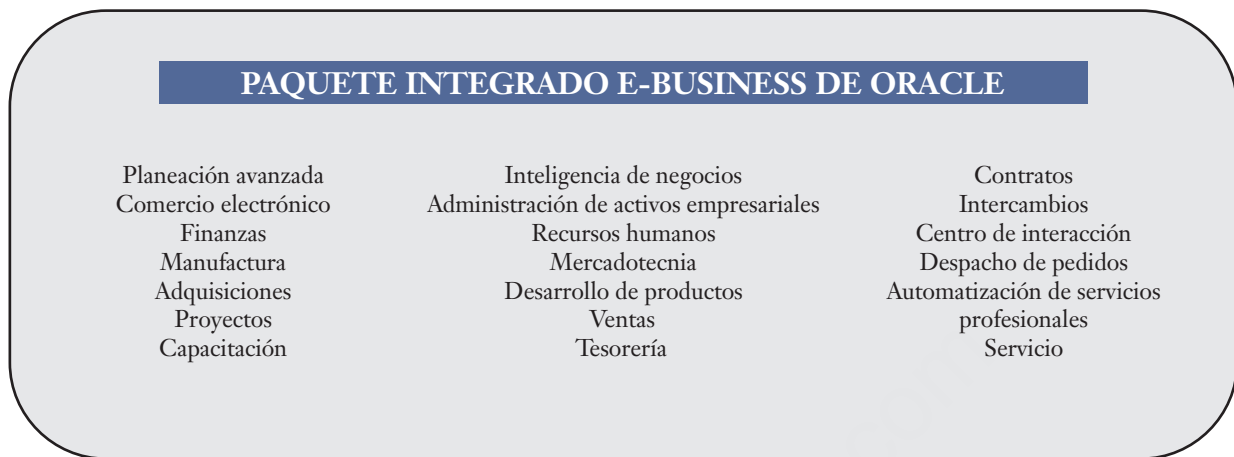 PAQUETE INTEGRADO E-BUSINESS DE ORACLE
Planeación avanzada
Comercio electrónico
Finanzas
Manufactura
Adquisiciones
Proyectos
Capacitación
Inteligencia de negocios
Administración de activos empresariales
Recursos humanos
Mercadotecnia
Desarrollo de productos
Ventas
Tesorería
Contratos
Intercambios
Centro de interacción
Despacho de pedidos
Automatización de servicios
profesionales
Servicio